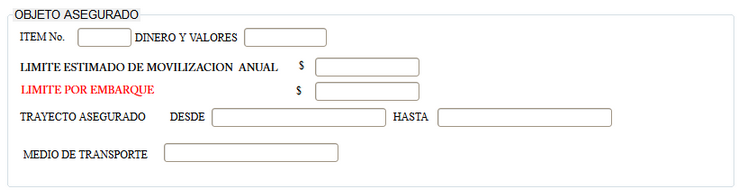 OBJETO ASEGURADO
ITEM No. DINERO Y VALORES
LIMITE ESTIMADO DE MOVILIZACION ANUAL $
LIMITE POR EMBARQUE $
TRAYECTO ASEGURADO DESDE HASTA
MEDIO DE TRANSPORTE